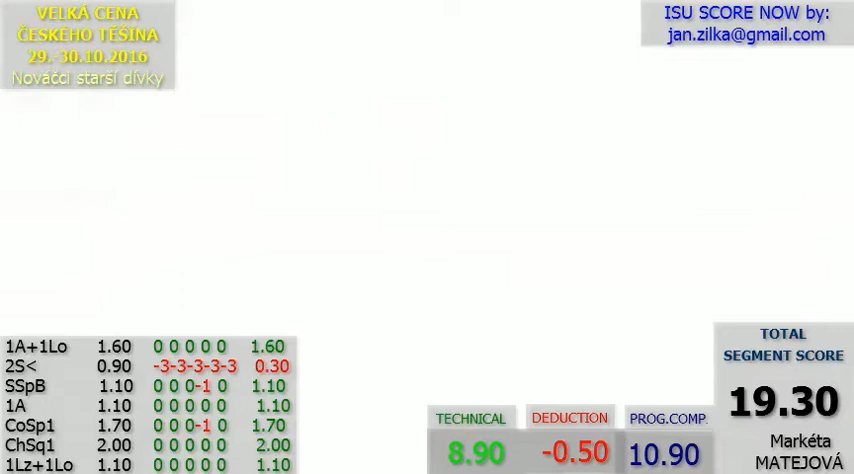 VELKÁ CENA
ČESKÉHO TĚŠÍNA
29.-30.10.2016
Nováčci starší dívky
ISU SCORE NOW by:
jan.zilka@gmail.com
1A+1Lo 1.60 0 0 0 0 0 1.60
2S< 0.90 -3-3-3-3-3 0.30
SSpB 1.10 0 0 0-1 0 1.10
1A 1.10 0 0 0 0 0 1.10
CoSp1 1.70 0 0 0-1 0 1.70
ChSq1 2.00 0 0 0 0 0 2.00
1Lz+1Lo 1.10 0 0 0 0 0 1.10
TECHNICAL
8.90
DEDUCTION
-0.50
PROG.COMP.
10.90
TOTAL
SEGMENT SCORE
19.30
Markéta
MATEJOVÁ